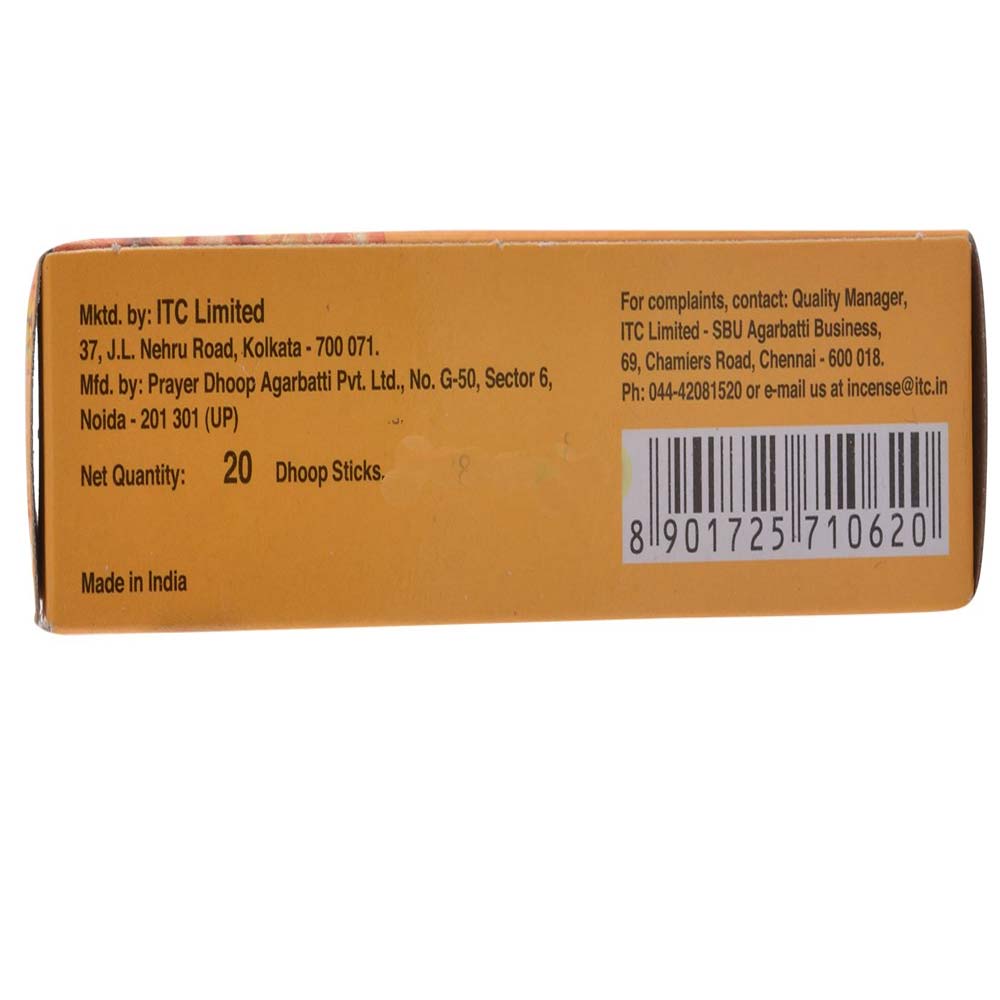 Mktd. by: ITC Limited
37, J.L. Nehru Road, Kolkata - 700 071.
Mfd. by: Prayer Dhoop Agarbatti Pvt. Ltd., No. G-50, Sector 6,
Noida - 201 301 (UP)
Net Quantity: 20 Dhoop Sticks.
Made in India
For complaints, contact: Quality Manager,
ITC Limited - SBU Agarbatti Business,
69, Chamiers Road, Chennai - 600 018.
Ph: 044-42081520 or e-mail us at incense@itc.in
8 901725 710620